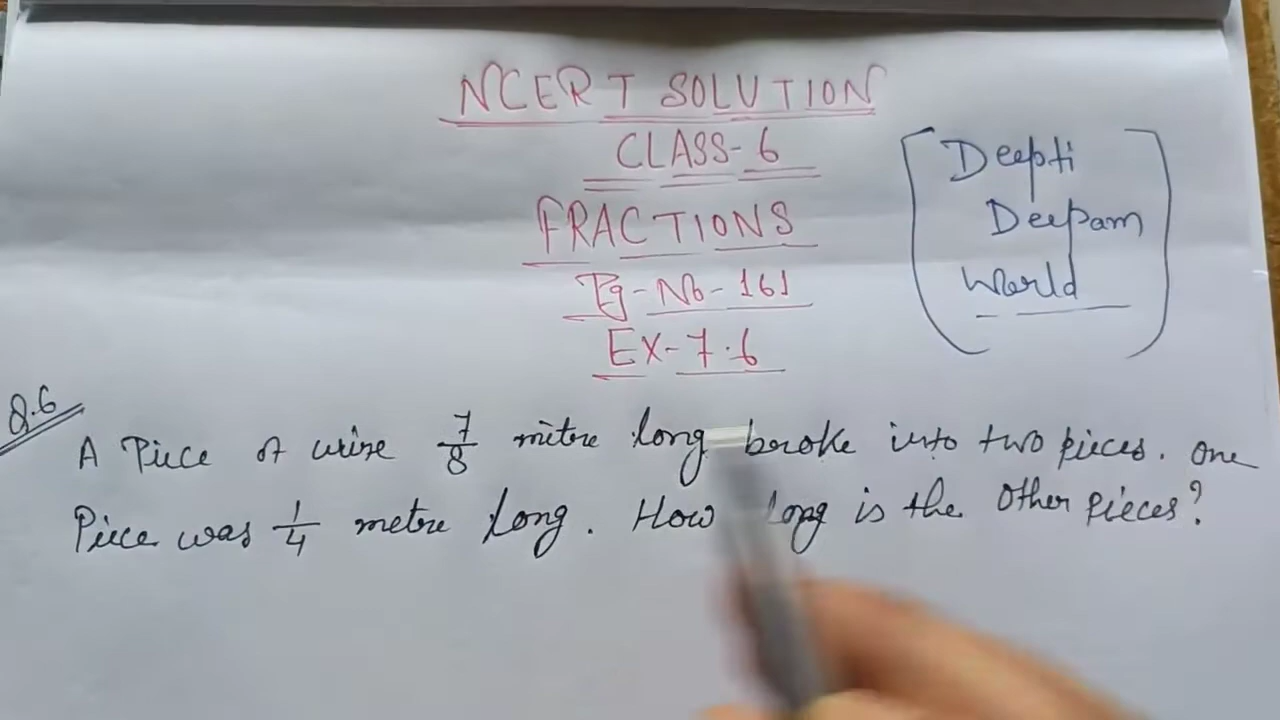 NCERT SOLUTION
CLASS-6
FRACTIONS
Pg-No-161
EX-7.6
Deepti
Deepam
World
Q.6
A Piece of wire 7/8 metre long broke into two pieces. One
Piece was 1/4 metre long. How long is the other pieces?